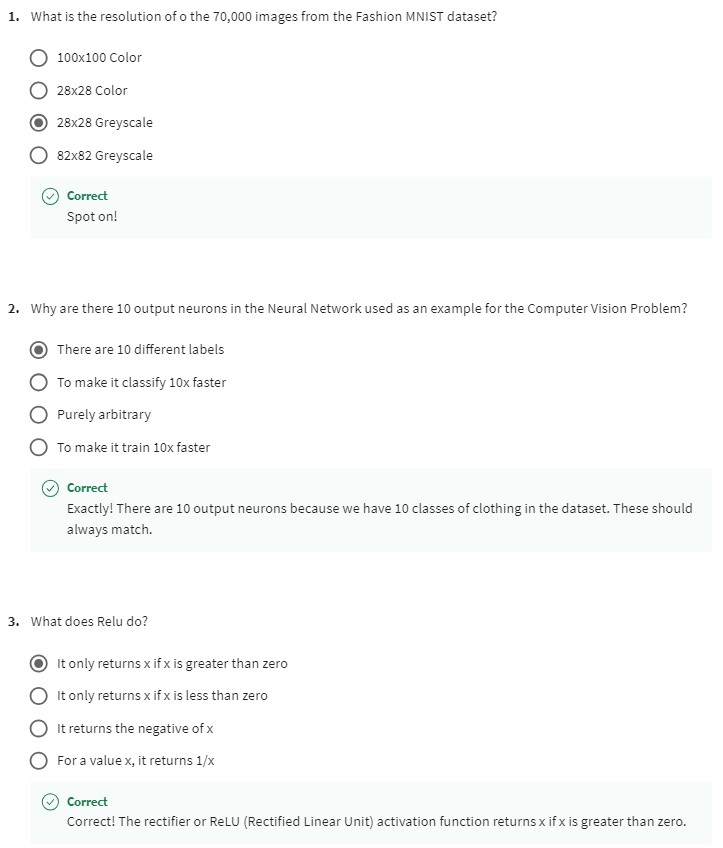 1. What is the resolution of o the 70,000 images from the Fashion MNIST dataset?
100x100 Color
28x28 Color
28x28 Greyscale
82x82 Greyscale
Correct
Spot on!
2. Why are there 10 output neurons in the Neural Network used as an example for the Computer Vision Problem?
There are 10 different labels
To make it classify 10x faster
Purely arbitrary
To make it train 10x faster
Correct
Exactly! There are 10 output neurons because we have 10 classes of clothing in the dataset. These should
always match.
3. What does Relu do?
It only returns x if x is greater than zero
It only returns x if x is less than zero
It returns the negative of x
For a value x, it returns 1/x
Correct
Correct! The rectifier or ReLU (Rectified Linear Unit) activation function returns x if x is greater than zero.